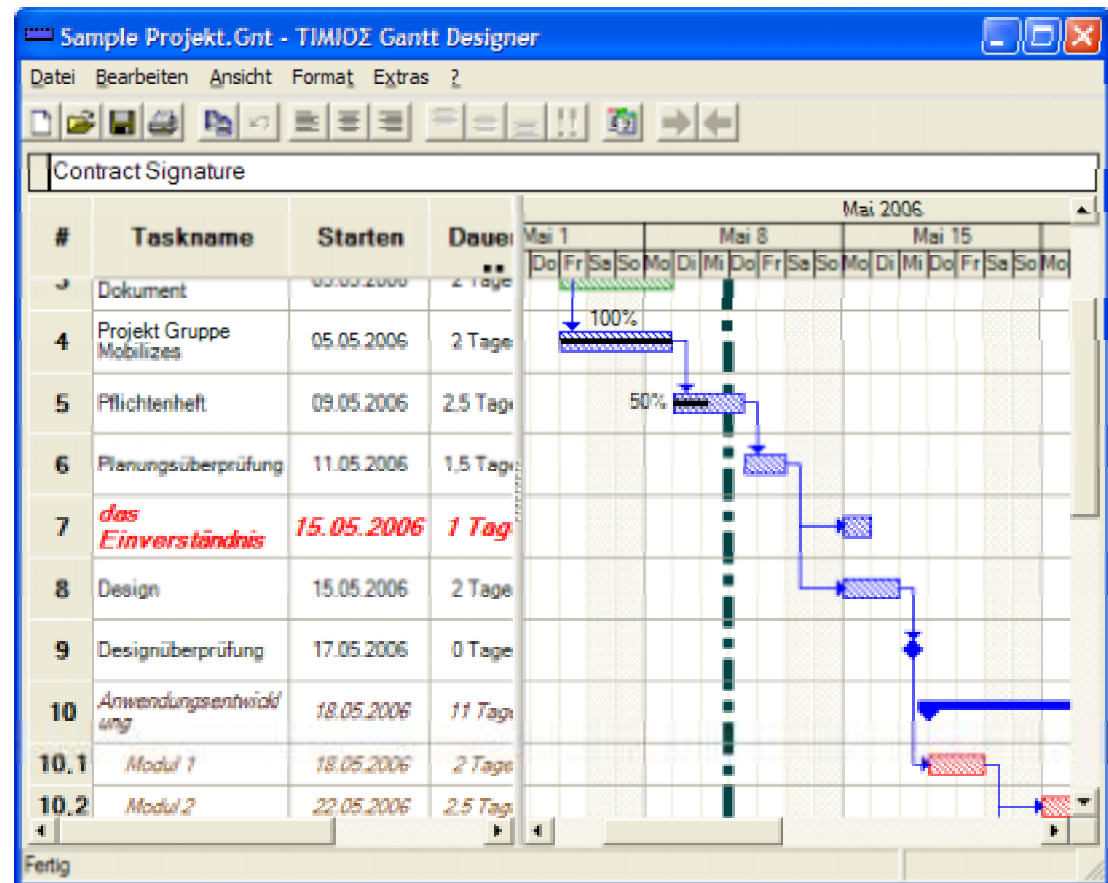 Sample Projekt.Gnt - TIMIOΣ Gantt Designer
Datei Bearbeiten Ansicht Format Extras ?
Contract Signature
# Taskname Starten Dauer
Mai 2006
Mai 1 Mai 8 Mai 15
Do Fr Sa So Mo Di Mi Do Fr Sa So Mo Di Mi Do Fr Sa So Mo
Dokument
100%
4 Projekt Gruppe Mobilizes 05.05.2006 2 Tage
5 Pflichtenheft 09.05.2006 2.5 Tage 50%
6 Planungsüberprüfung 11.05.2006 1,5 Tage
7 das Einverständnis 15.05.2006 1 Tag
8 Design 15.05.2006 2 Tage
9 Designüberprüfung 17.05.2006 0 Tage
10 Anwendungsentwickl ung 18.05.2006 11 Tage
10.1 Modul 1 18.05.2006 2 Tage
10.2 Modul 2 22.05.2006 2,5 Tag
Fertig